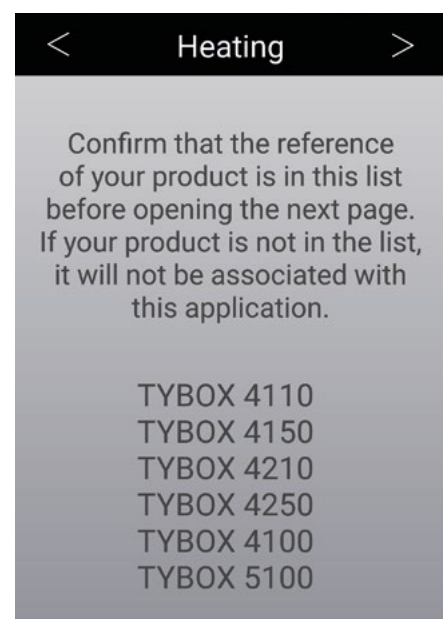 < Heating >
Confirm that the reference
of your product is in this list
before opening the next page.
If your product is not in the list,
it will not be associated with
this application.
TYBOX 4110
TYBOX 4150
TYBOX 4210
TYBOX 4250
TYBOX 4100
TYBOX 5100